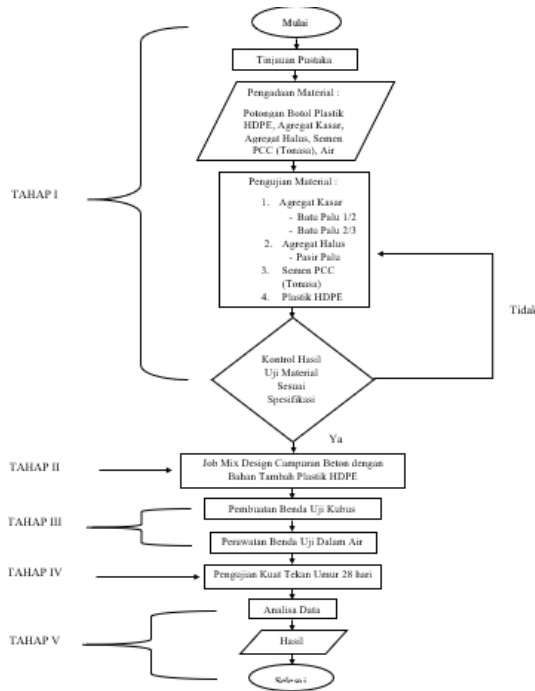 Mulai
Tinjauan Pustaka
Pengadaan Material :
Potongan Botol Plastik
HDPE, Agregat Kasar,
Agregat Halus, Semen
PCC (Tonasa), Air
TAHAP I
Pengujian Material :
1. Agregat Kasar
- Batu Palu 1/2
- Batu Palu 2/3
2. Agregat Halus
- Pasir Palu
3. Semen PCC
(Tonasa)
4. Plastik HDPE
Tidak
Kontrol Hasil
Uji Material
Sesuai
Spesifikasi
Ya
TAHAP II
Job Mix Design Campuran Beton dengan
Bahan Tambah Plastik HDPE
TAHAP III
Pembuatan Benda Uji Kubus
Perawatan Benda Uji Dalam Air
TAHAP IV
Pengujian Kuat Tekan Umur 28 hari
Analisa Data
TAHAP V
Hasil
Selesai